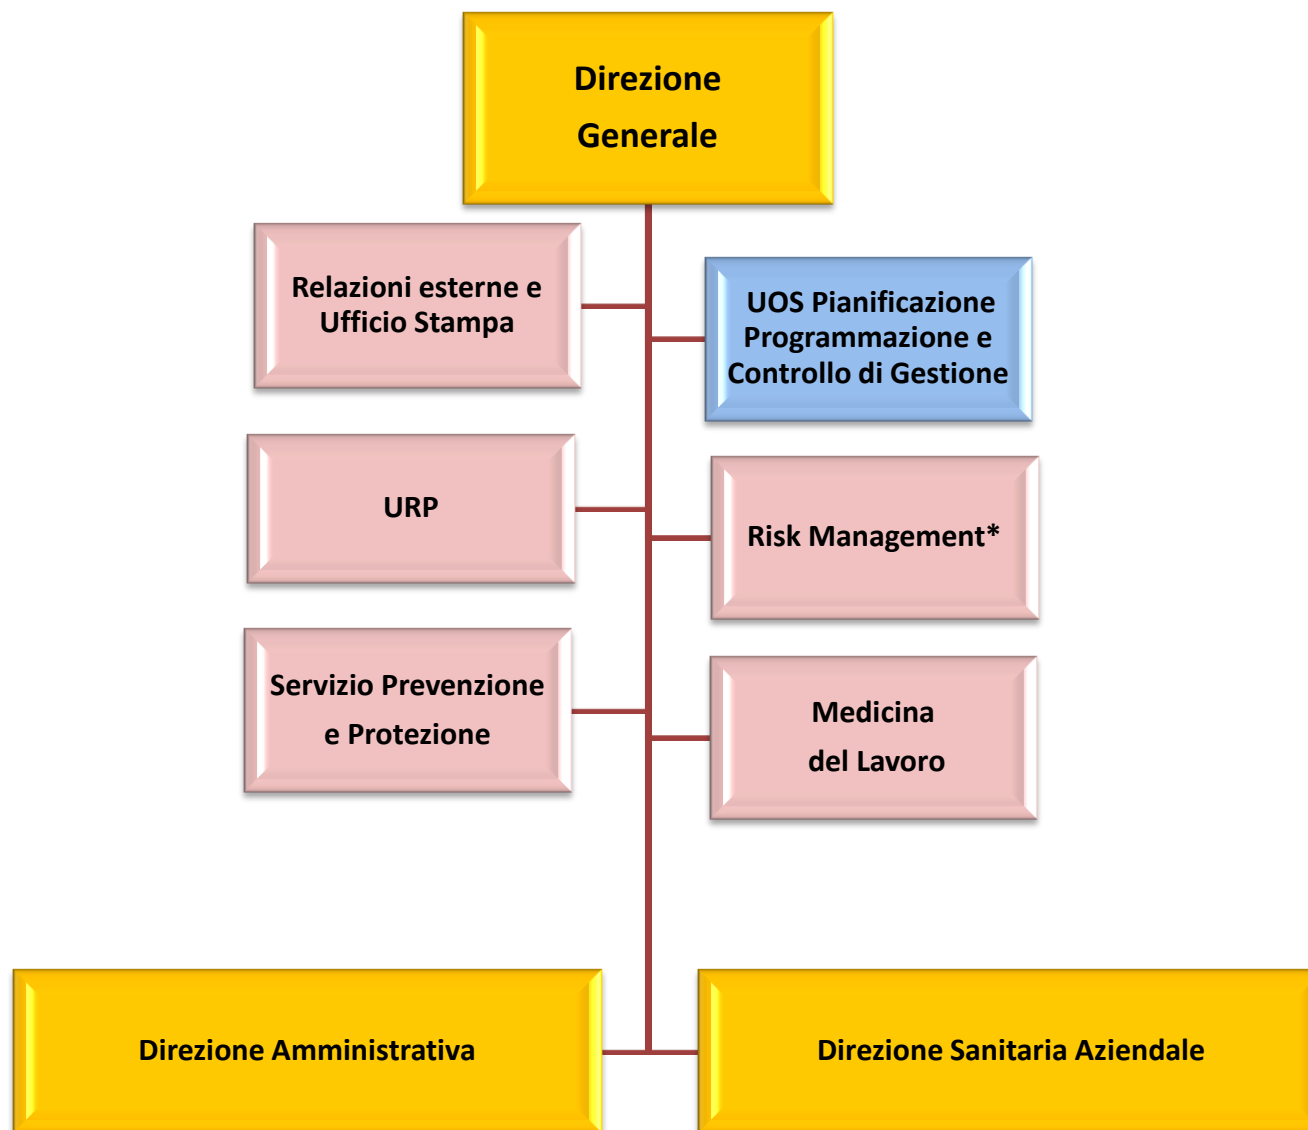 Direzione
Generale
Relazioni esterne e
Ufficio Stampa
UOS Pianificazione
Programmazione e
Controllo di Gestione
URP
Risk Management*
Servizio Prevenzione
e Protezione
Medicina
del Lavoro
Direzione Amministrativa
Direzione Sanitaria Aziendale